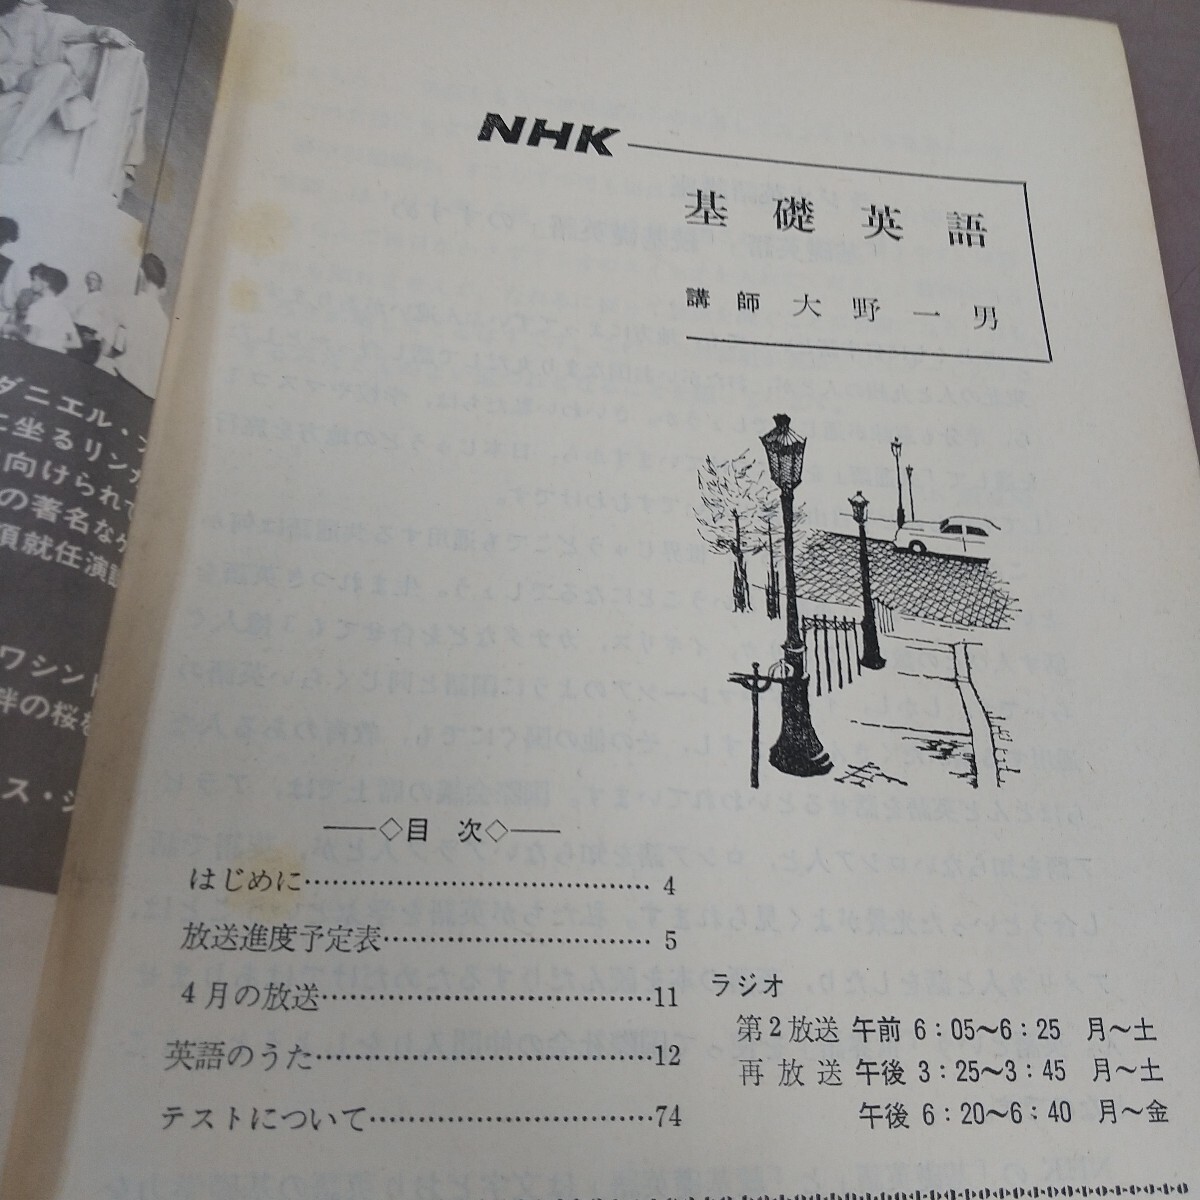 ダニエル・
に坐るリンカ
向けられて
の著名な
就任演
ワシント
畔の桜を
ス・シ
NHK
基礎英語
講師 大野一男
◇目 次◇
はじめに…………………………………… 4
放送進度予定表………………………… 5
4月の放送………………………………11
英語のうた………………………………12
テストについて…………………………74
ラジオ
第2放送 午前 6:05～6:25 月～土
再放送 午後 3:25～3:45 月～土
午後 6:20～6:40 月～金